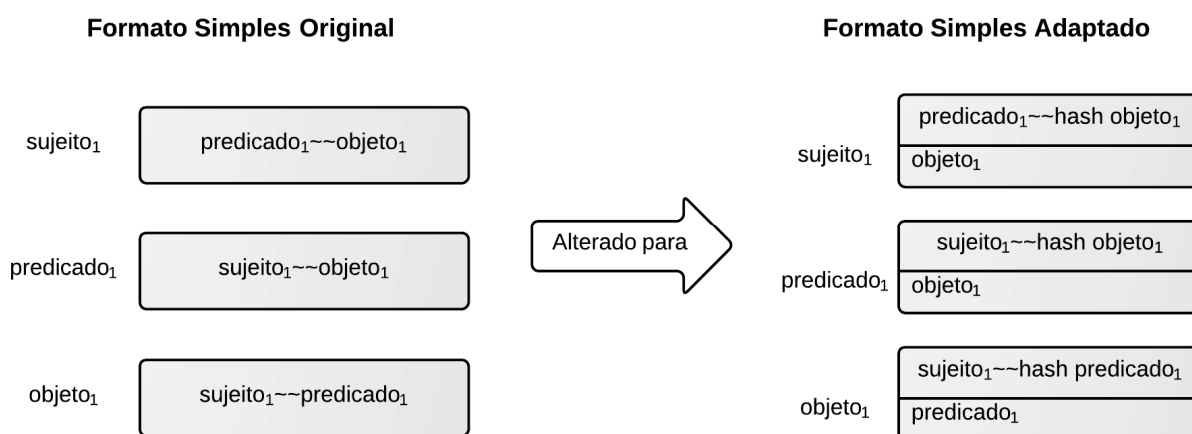 Formato Simples Original
sujeito₁
predicado₁~~objeto₁
predicado₁
sujeito₁~~objeto₁
objeto₁
sujeito₁~~predicado₁
Alterado para
Formato Simples Adaptado
sujeito₁
predicado₁~~hash objeto₁
objeto₁
predicado₁
sujeito₁~~hash objeto₁
objeto₁
objeto₁
sujeito₁~~hash predicado₁
predicado₁